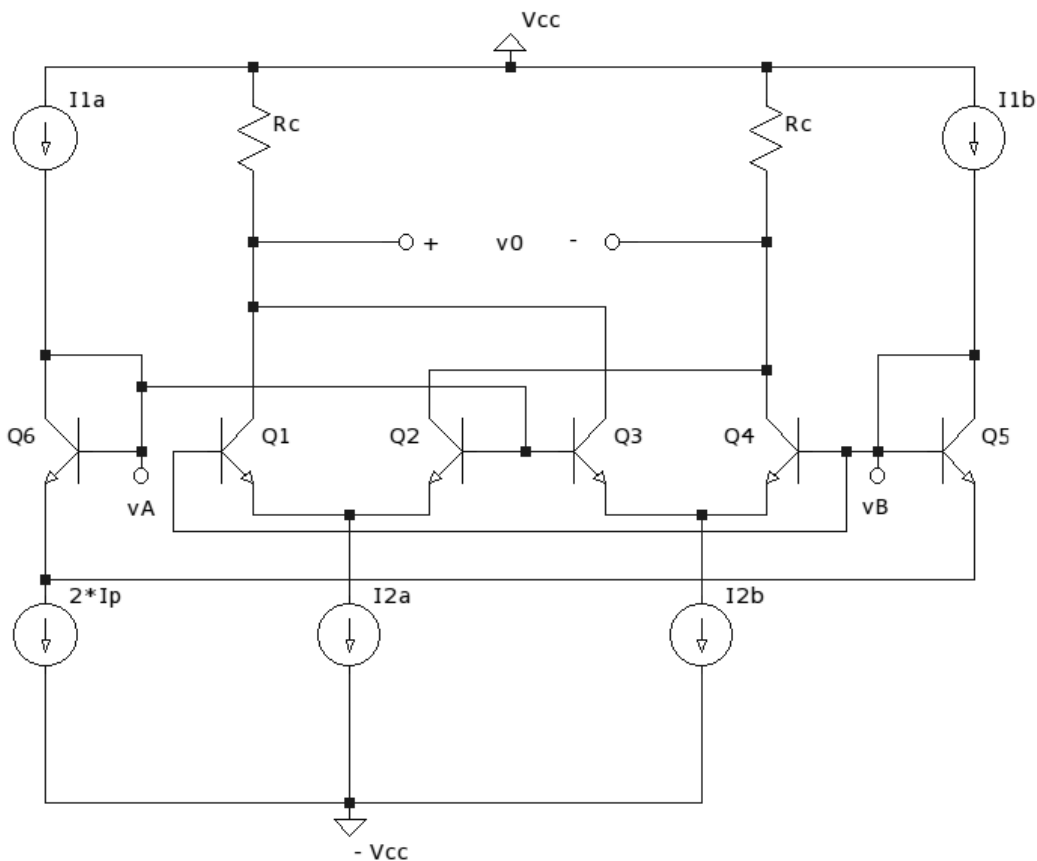 Vcc
I1a
Rc
Rc
I1b
+ v0 -
Q6
Q1
Q2
Q3
Q4
Q5
vA
vB
2*Ip
I2a
I2b
- Vcc